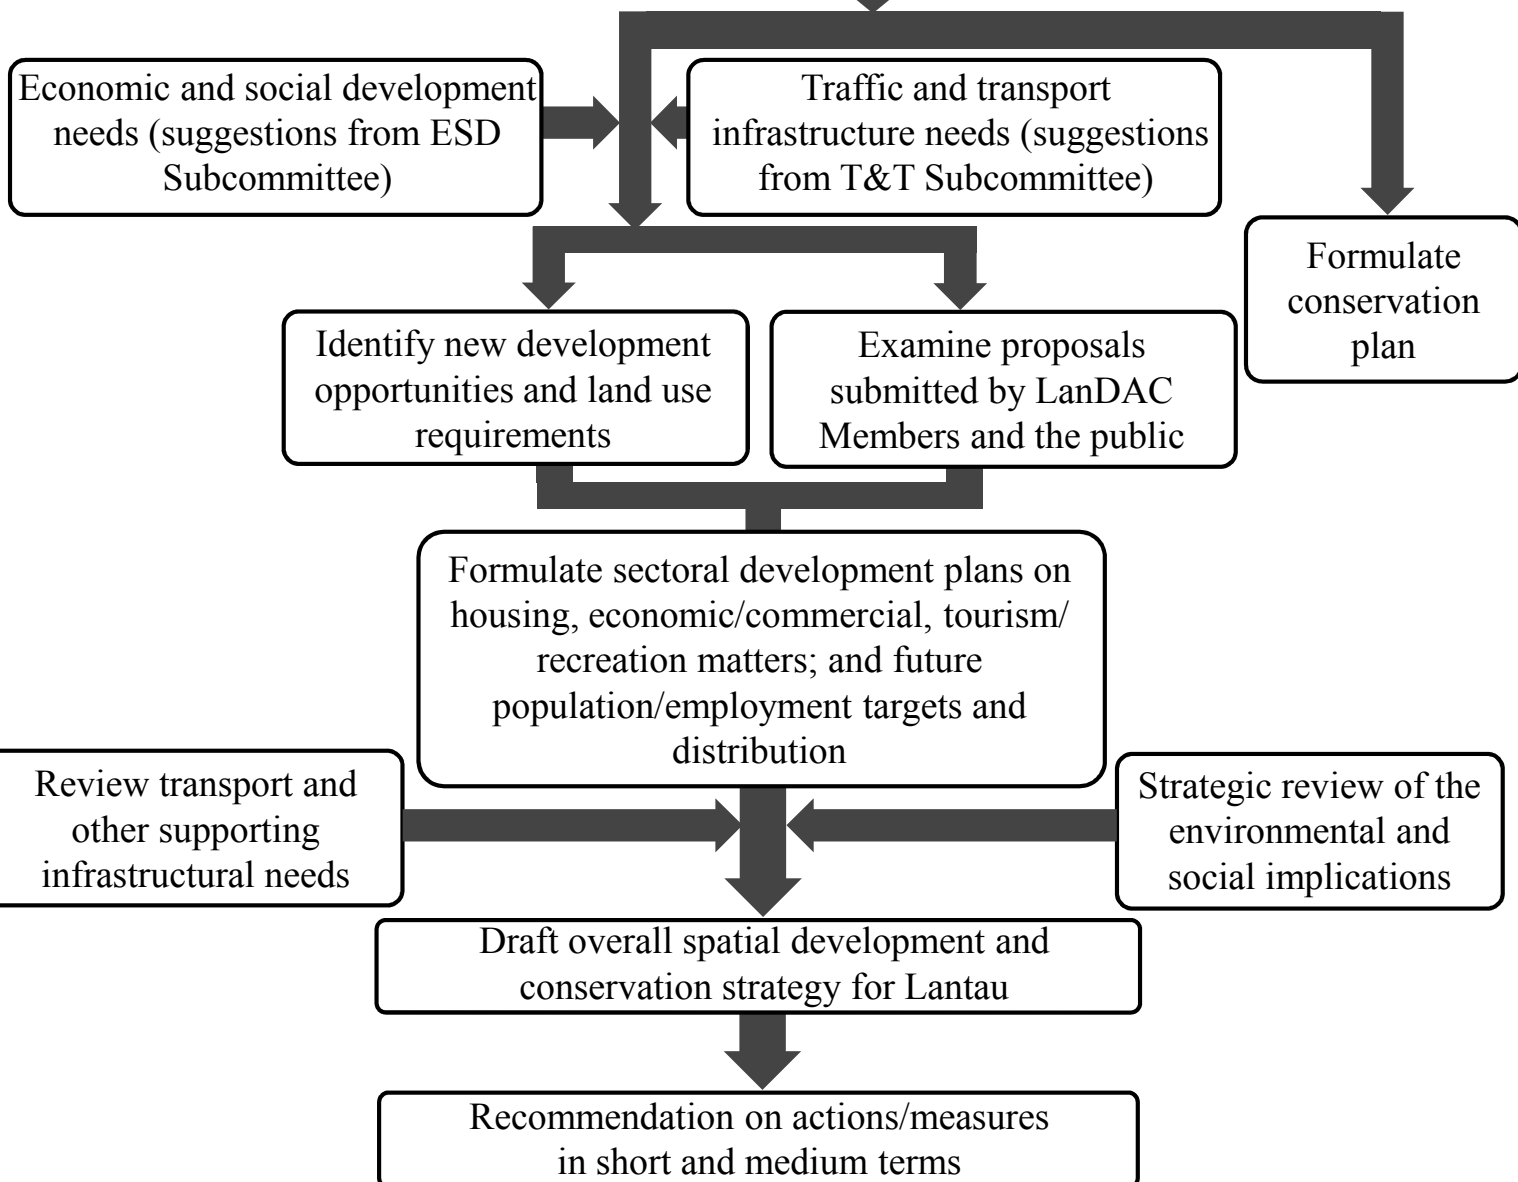 Economic and social development
needs (suggestions from ESD
Subcommittee)
Traffic and transport
infrastructure needs (suggestions
from T&T Subcommittee)
Formulate
conservation
plan
Identify new development
opportunities and land use
requirements
Examine proposals
submitted by LanDAC
Members and the public
Formulate sectoral development plans on
housing, economic/commercial, tourism/
recreation matters; and future
population/employment targets and
distribution
Review transport and
other supporting
infrastructural needs
Strategic review of the
environmental and
social implications
Draft overall spatial development and
conservation strategy for Lantau
Recommendation on actions/measures
in short and medium terms